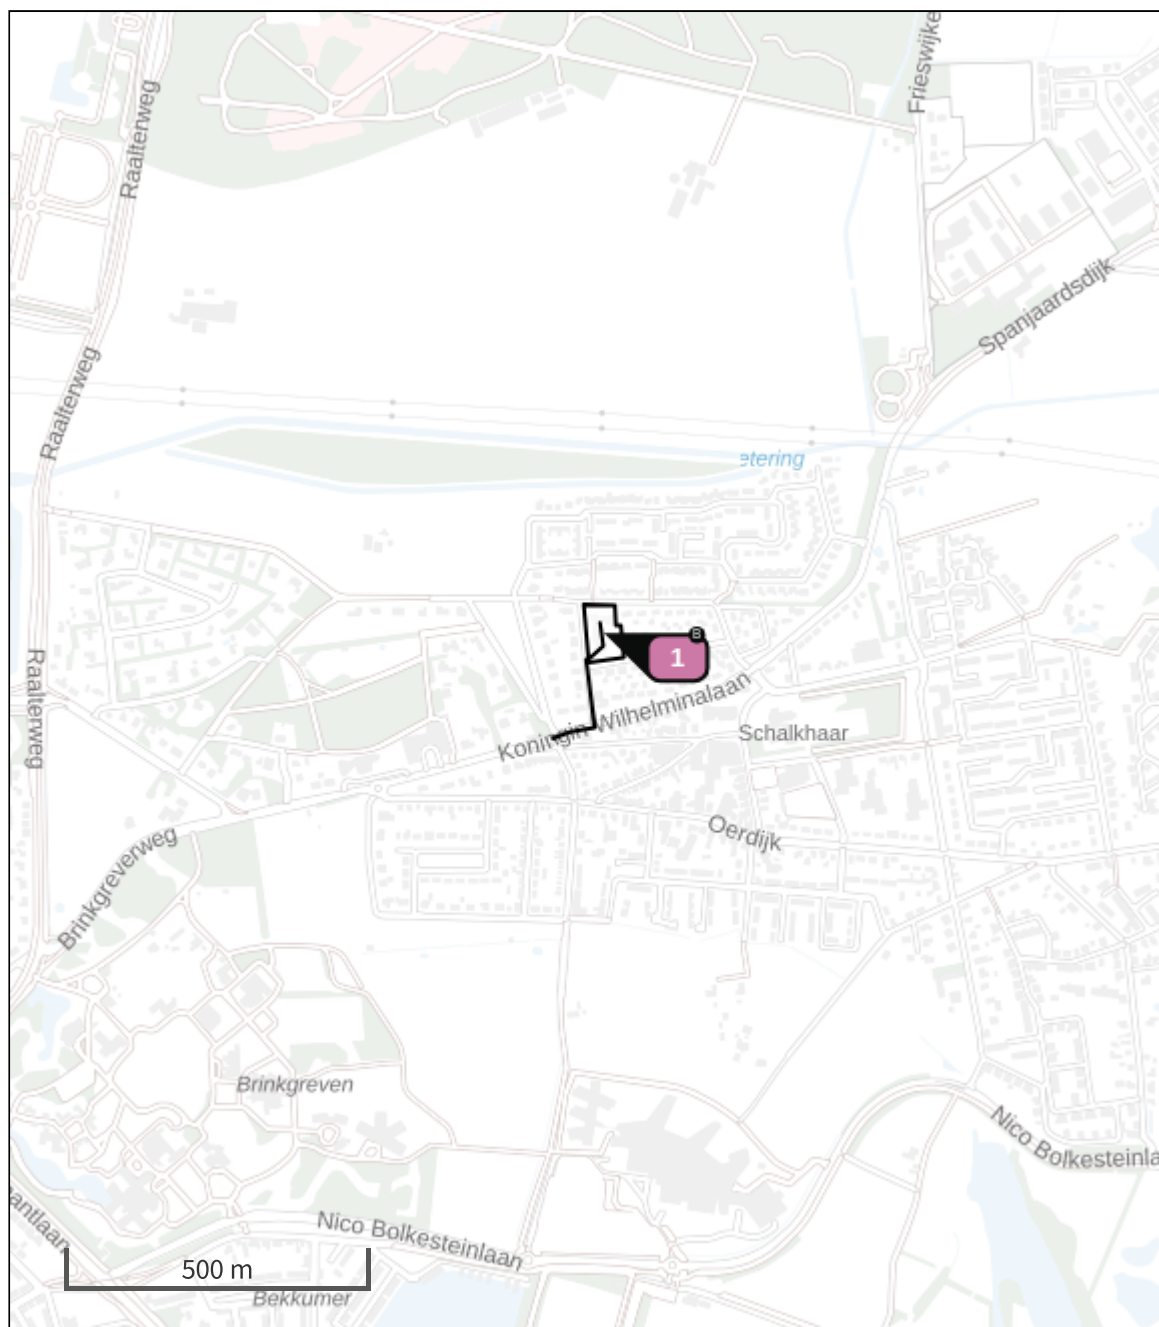 Frieswijke
Raalterweg
Spanjaardsdijk
Raalterweg
etering
B
1
Raalterweg
Koningin Wilhelminalaan
Schalkhaar
Oerdijk
Brinkgreverweg
Brinkgreven
Nico Bolkesteinla
antlaan
Nico Bolkesteinlaan
500 m
Bekkumer